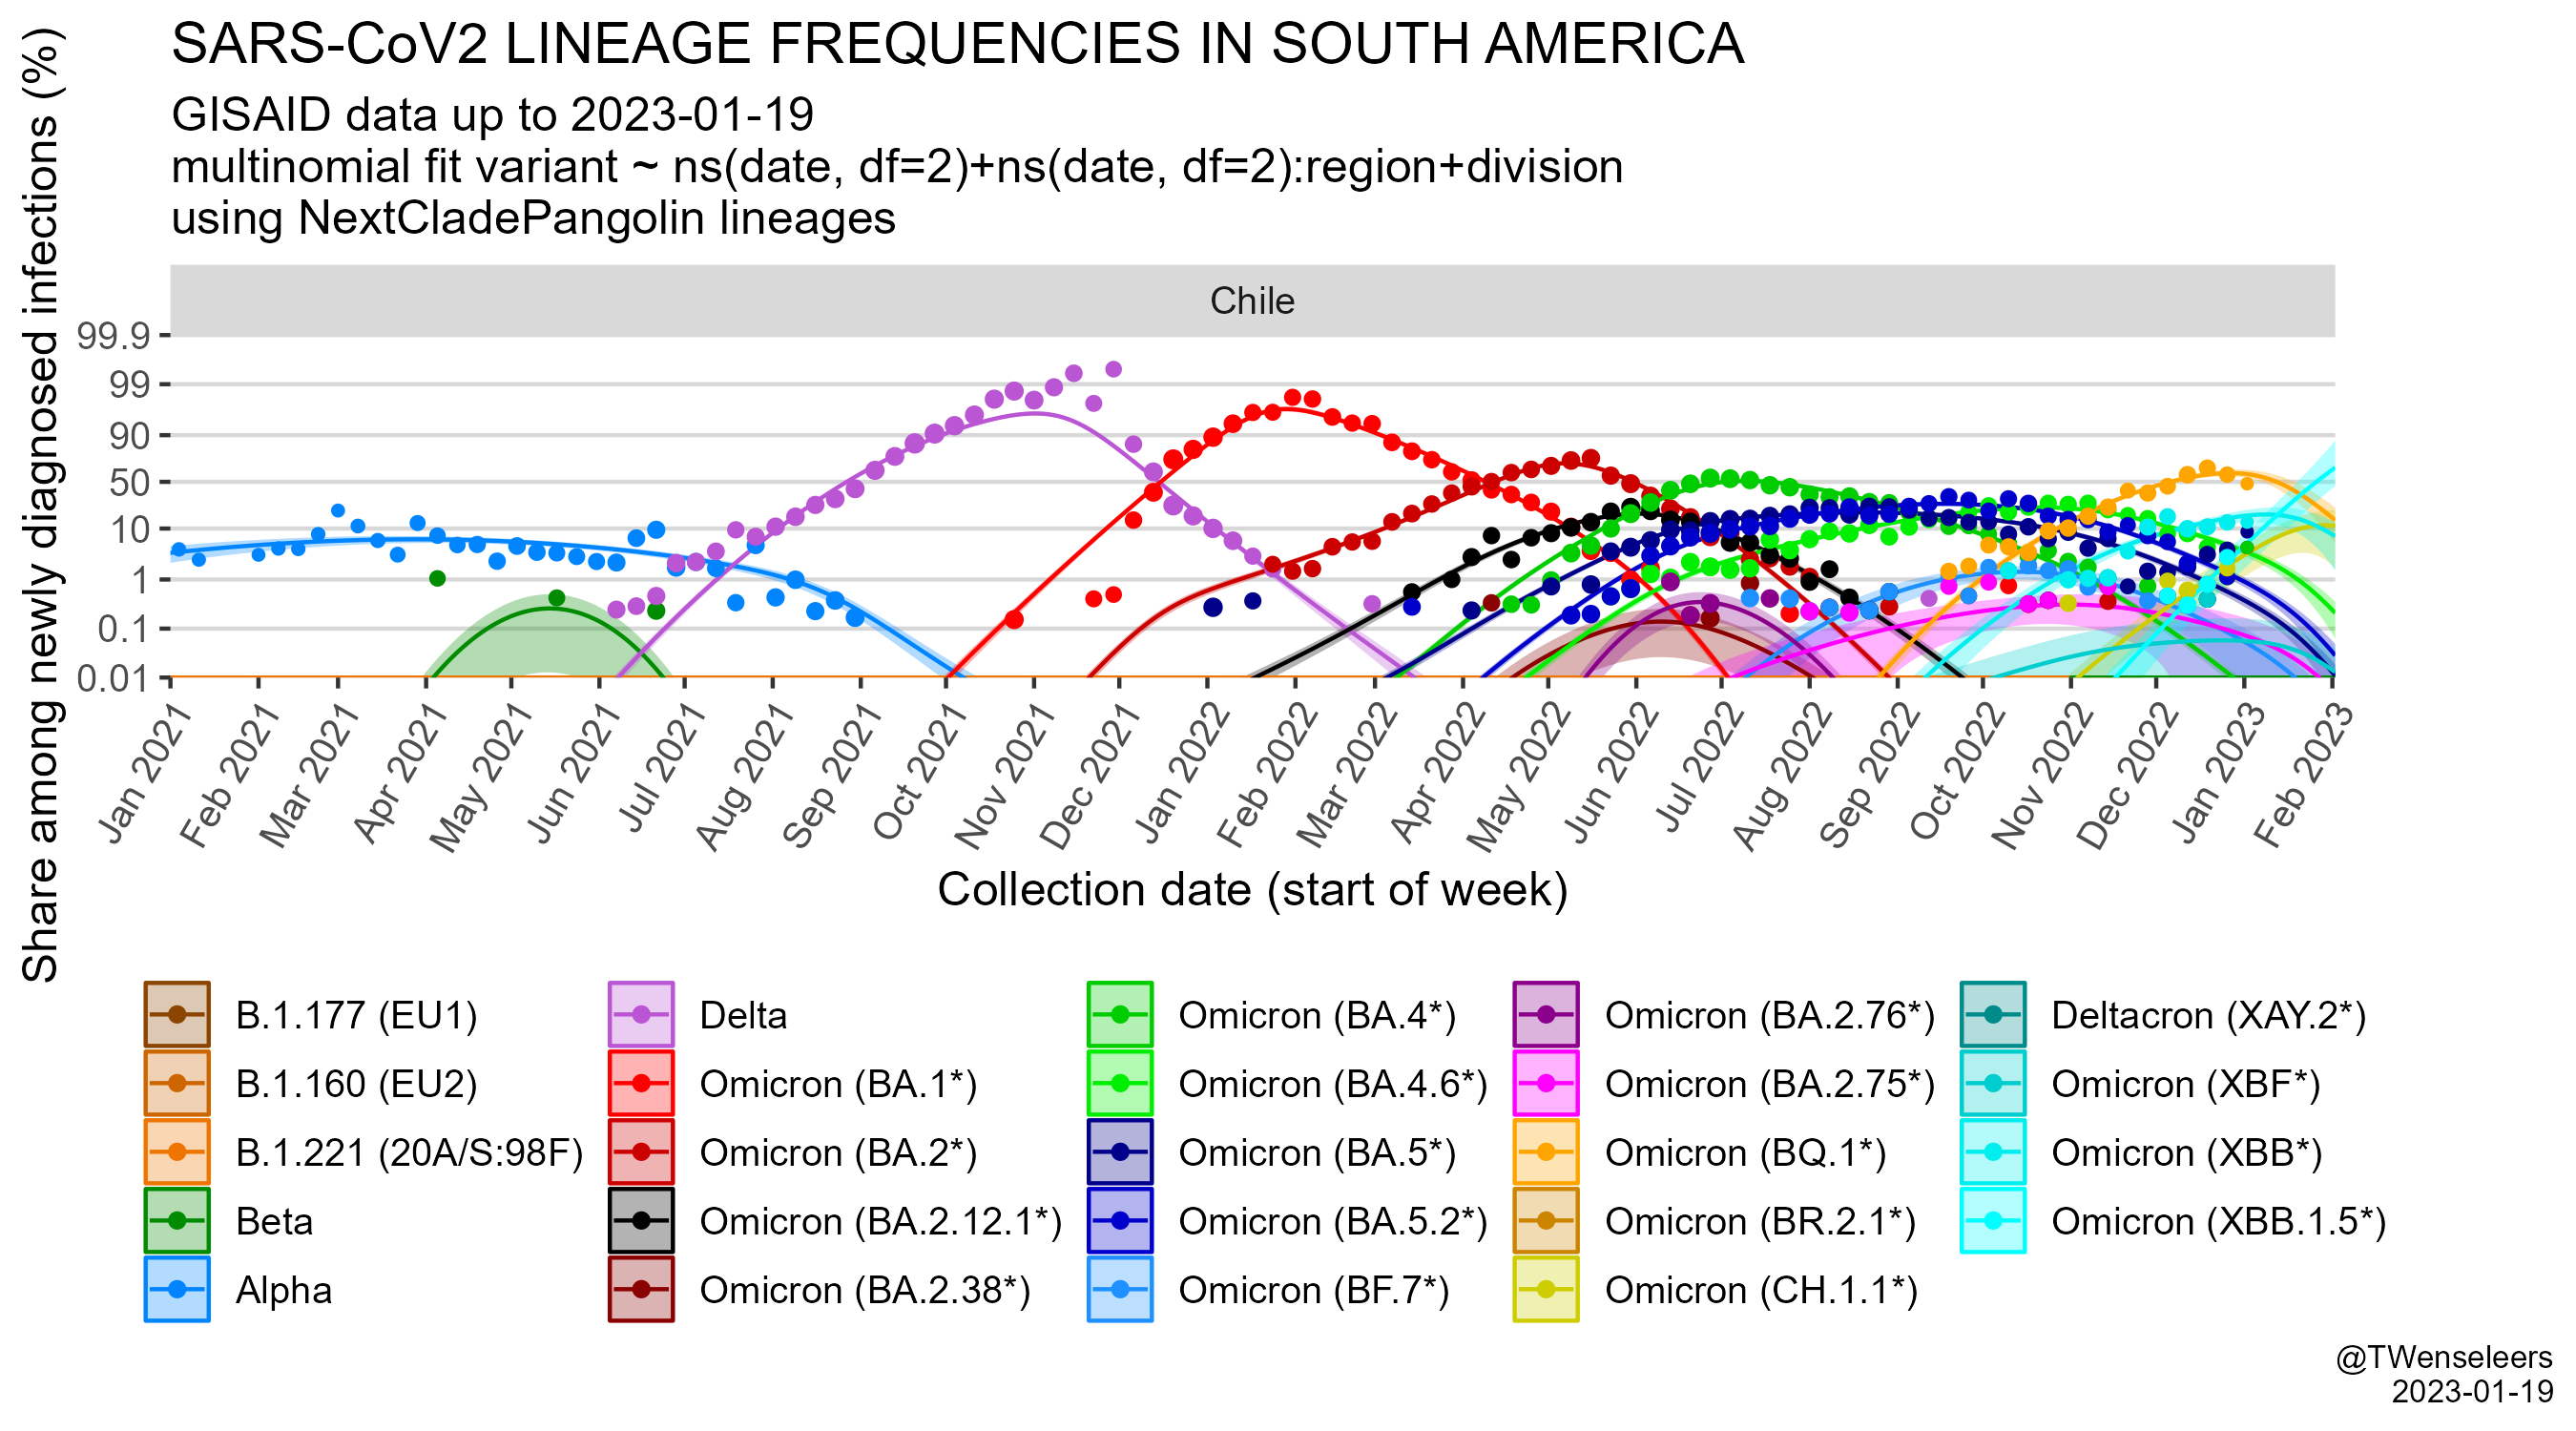 SARS-CoV2 LINEAGE FREQUENCIES IN SOUTH AMERICA
GISAID data up to 2023-01-19
multinomial fit variant ~ ns(date, df=2)+ns(date, df=2):region+division
using NextCladePangolin lineages
Chile
Share among newly diagnosed infections (%)
99.9
99
90
50
10
1
0.1
0.01
Jan 2021
Feb 2021
Mar 2021
Apr 2021
May 2021
Jun 2021
Jul 2021
Aug 2021
Sep 2021
Oct 2021
Nov 2021
Dec 2021
Jan 2022
Feb 2022
Mar 2022
Apr 2022
May 2022
Jun 2022
Jul 2022
Aug 2022
Sep 2022
Oct 2022
Nov 2022
Dec 2022
Jan 2023
Feb 2023
Collection date (start of week)
B.1.177 (EU1)
B.1.160 (EU2)
B.1.221 (20A/S:98F)
Beta
Alpha
Delta
Omicron (BA.1*)
Omicron (BA.2*)
Omicron (BA.2.12.1*)
Omicron (BA.2.38*)
Omicron (BA.4*)
Omicron (BA.4.6*)
Omicron (BA.5*)
Omicron (BA.5.2*)
Omicron (BF.7*)
Omicron (BA.2.76*)
Omicron (BA.2.75*)
Omicron (BQ.1*)
Omicron (BR.2.1*)
Omicron (CH.1.1*)
Deltacron (XAY.2*)
Omicron (XBF*)
Omicron (XBB*)
Omicron (XBB.1.5*)
@TWenseleers
2023-01-19